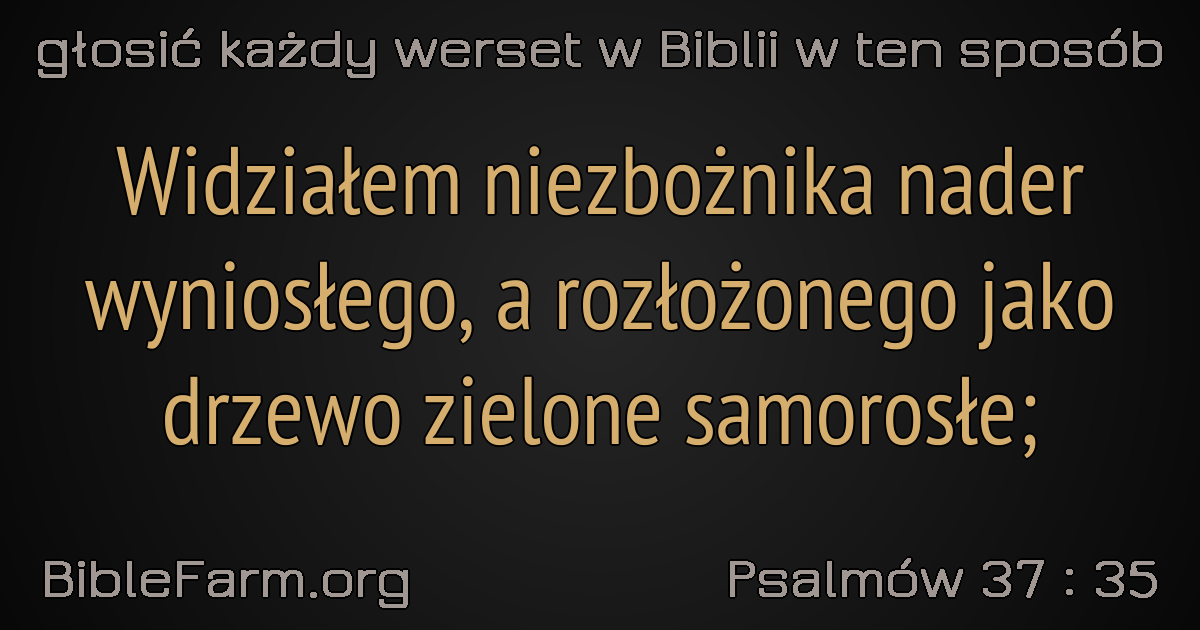 głosić każdy werset w Biblii w ten sposób
Widziałem niezbożnika nader
wyniosłego, a rozłożonego jako
drzewo zielone samorosłe;
BibleFarm.org
Psalmów 37 : 35